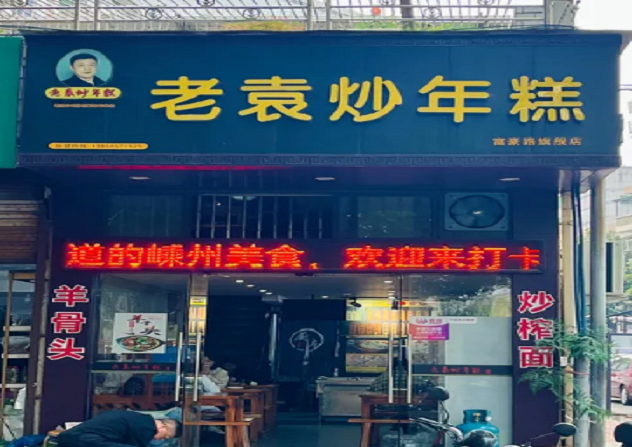 老袁炒年糕
老袁炒年糕
富豪路旗舰店
道的嵊州美食、欢迎来打卡
羊骨头
炒榨面